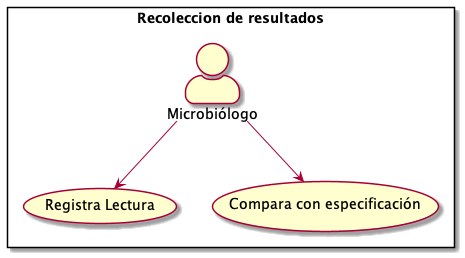 Recoleccion de resultados
Microbiólogo
Registra Lectura
Compara con especificación